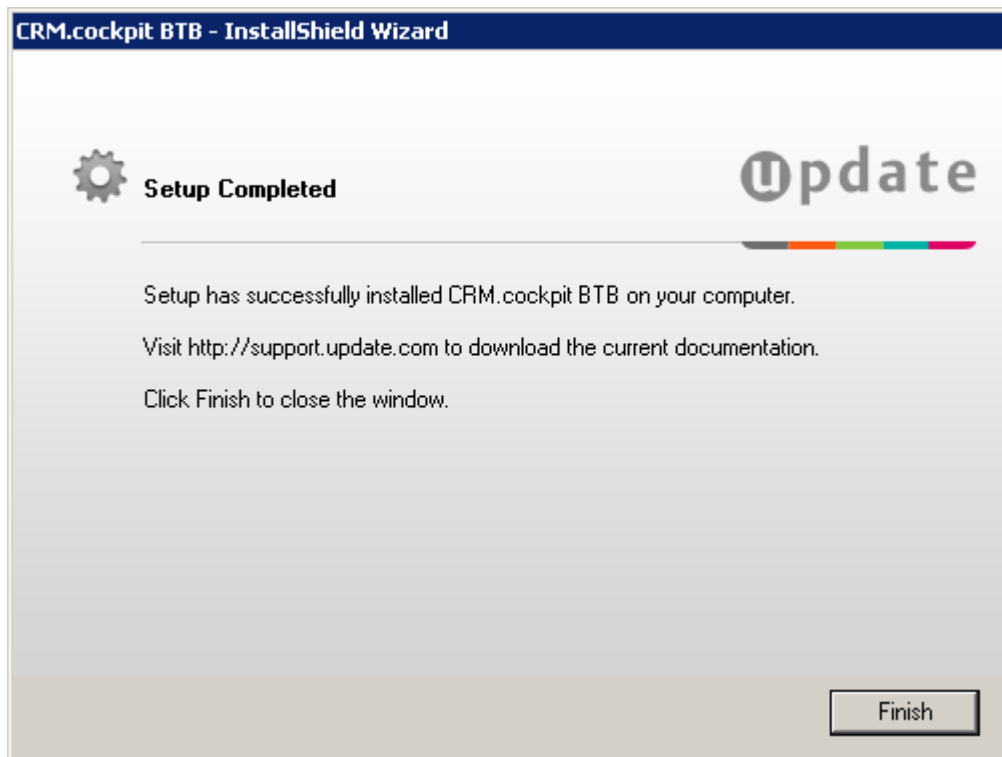 CRM.cockpit BTB - InstallShield Wizard
update
Setup Completed
Setup has successfully installed CRM.cockpit BTB on your computer.
Visit http://support.update.com to download the current documentation.
Click Finish to close the window.
Finish